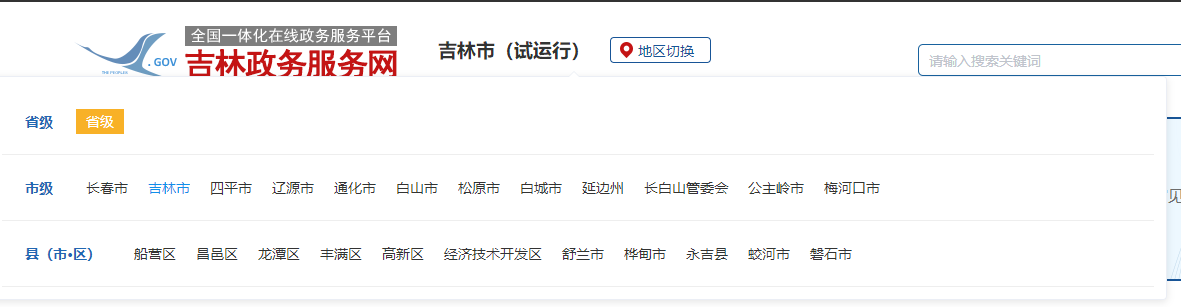 全国一体化在线政务服务平台
.GOV
THE PEOPLES
吉林政务服务网
吉林市（试运行）
地区切换
请输入搜索关键词
省级 省级
市级 长春市 吉林市 四平市 辽源市 通化市 白山市 松原市 白城市 延边州 长白山管委会 公主岭市 梅河口市
县（市•区） 船营区 昌邑区 龙潭区 丰满区 高新区 经济技术开发区 舒兰市 桦甸市 永吉县 蛟河市 磐石市
见